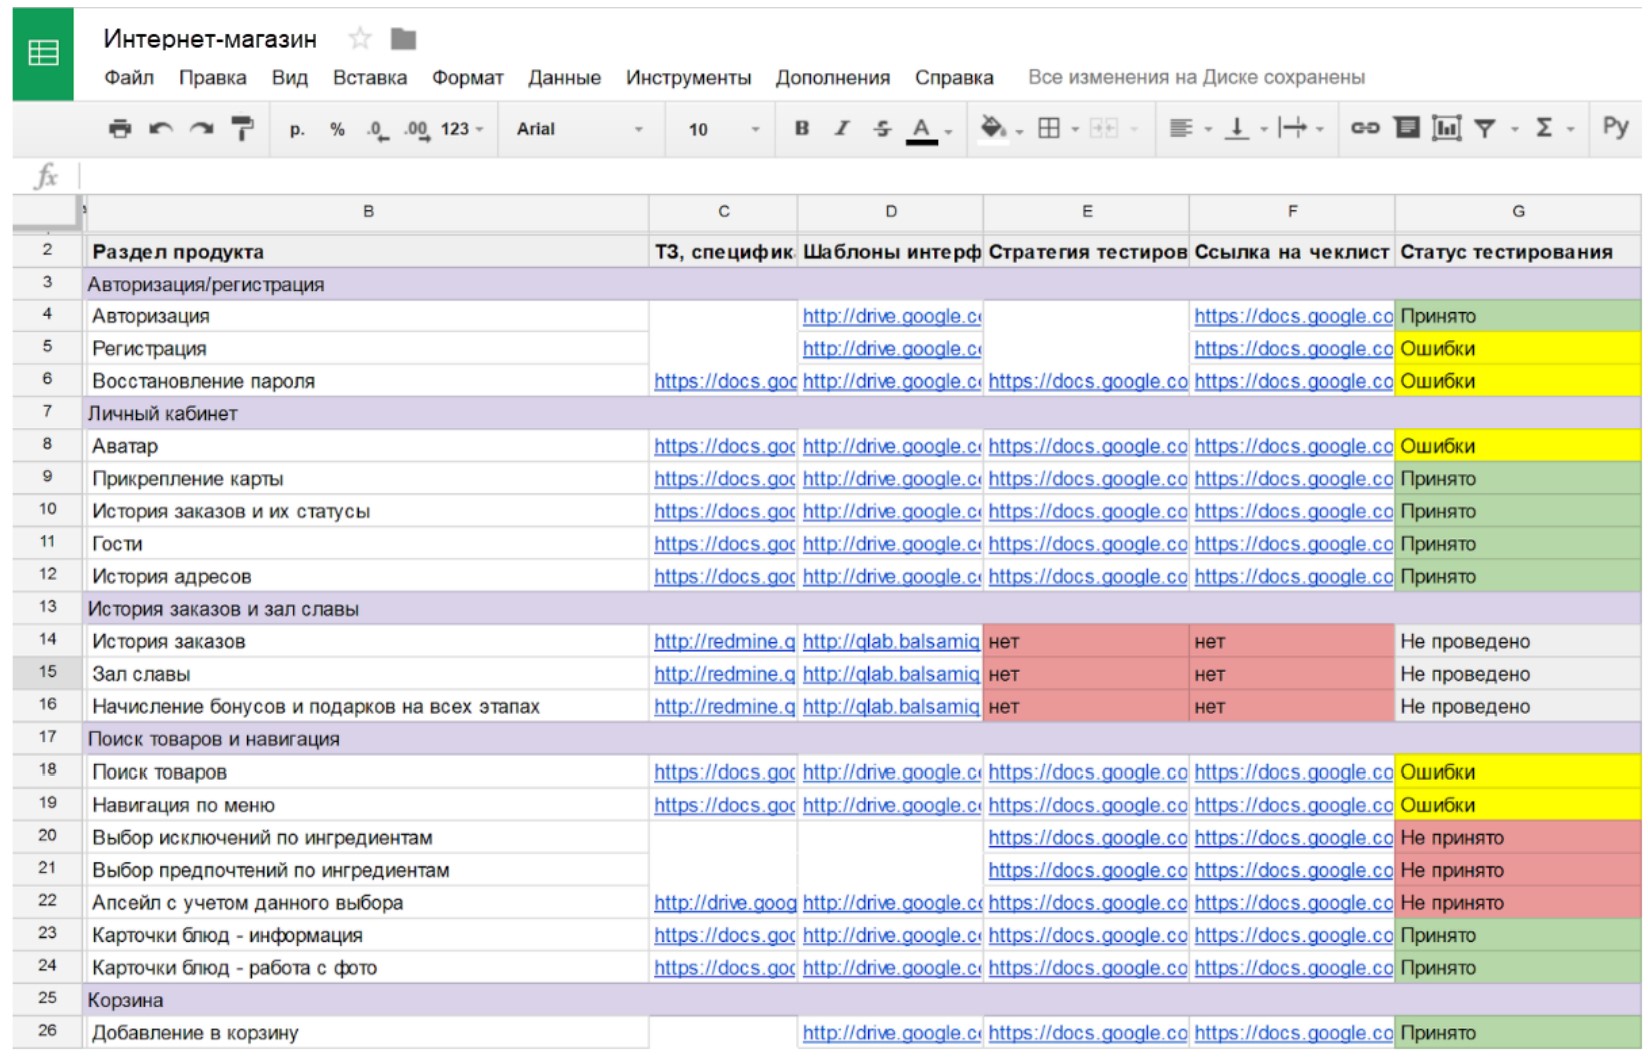 Интернет-магазин
Файл Правка Вид Вставка Формат Данные Инструменты Дополнения Справка Все изменения на Диске сохранены
р. % .0 .00 123 Arial 10 B I S A Σ Ру
fx
B C D E F G
2 Раздел продукта ТЗ, специфик Шаблоны интерф Стратегия тестиров Ссылка на чеклист Статус тестирования
3 Авторизация/регистрация
4 Авторизация http://drive.google.co https://docs.google.co Принято
5 Регистрация http://drive.google.co https://docs.google.co Ошибки
6 Восстановление пароля https://docs.goo http://drive.google.co https://docs.google.co https://docs.google.co Ошибки
7 Личный кабинет
8 Аватар https://docs.goo http://drive.google.co https://docs.google.co https://docs.google.co Ошибки
9 Прикрепление карты https://docs.goo http://drive.google.co https://docs.google.co https://docs.google.co Принято
10 История заказов и их статусы https://docs.goo http://drive.google.co https://docs.google.co https://docs.google.co Принято
11 Гости https://docs.goo http://drive.google.co https://docs.google.co https://docs.google.co Принято
12 История адресов https://docs.goo http://drive.google.co https://docs.google.co https://docs.google.co Принято
13 История заказов и зал славы
14 История заказов http://redmine.q http://qlab.balsamiq нет нет Не проведено
15 Зал славы http://redmine.q http://qlab.balsamiq нет нет Не проведено
16 Начисление бонусов и подарков на всех этапах http://redmine.q http://qlab.balsamiq нет нет Не проведено
17 Поиск товаров и навигация
18 Поиск товаров https://docs.goo http://drive.google.co https://docs.google.co https://docs.google.co Ошибки
19 Навигация по меню https://docs.goo http://drive.google.co https://docs.google.co https://docs.google.co Ошибки
20 Выбор исключений по ингредиентам https://docs.google.co https://docs.google.co Не принято
21 Выбор предпочтений по ингредиентам https://docs.google.co https://docs.google.co Не принято
22 Апсейл с учетом данного выбора http://drive.goog http://drive.google.co https://docs.google.co https://docs.google.co Не принято
23 Карточки блюд - информация https://docs.goo http://drive.google.co https://docs.google.co https://docs.google.co Принято
24 Карточки блюд - работа с фото https://docs.goo http://drive.google.co https://docs.google.co https://docs.google.co Принято
25 Корзина
26 Добавление в корзину http://drive.google.co https://docs.google.co https://docs.google.co Принято